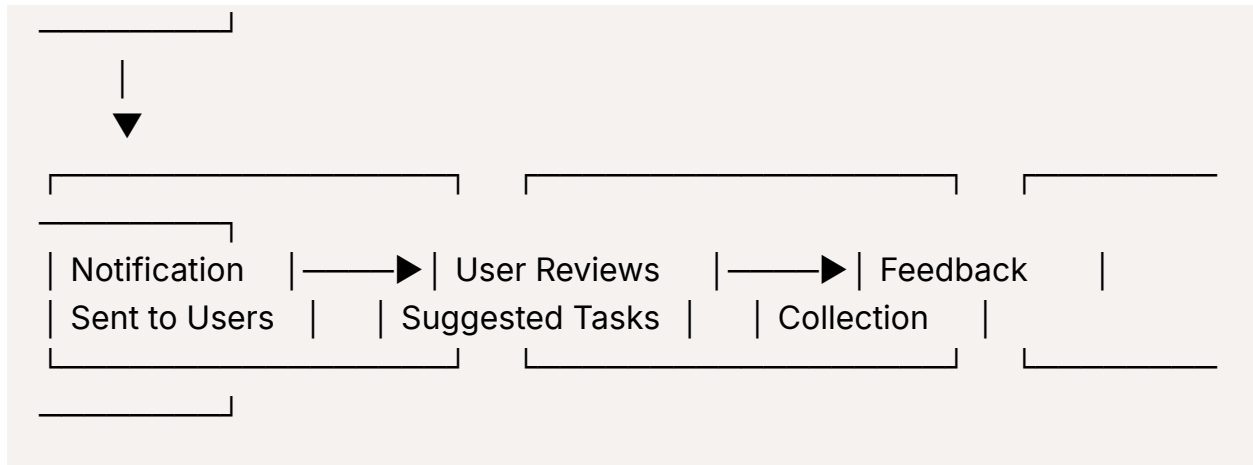 Notification User Reviews Feedback
Sent to Users Suggested Tasks Collection